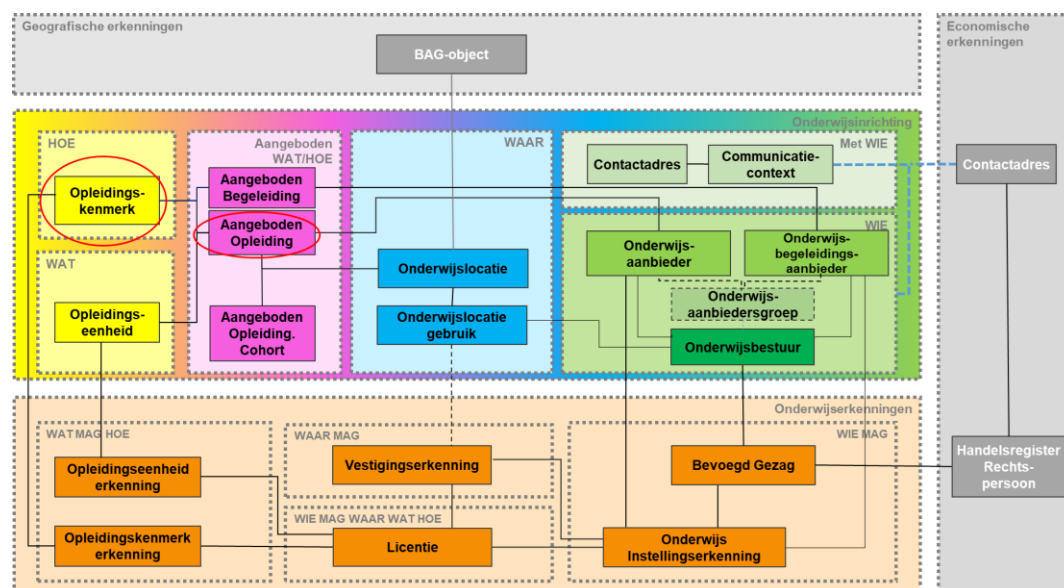 Geografische erkenningen
BAG-object
Economische
erkenningen
Onderwijsinrichting
HOE
Opleidings-
kenmerk
Aangeboden
WAT/HOE
Aangeboden
Begeleiding
Aangeboden
Opleiding
Aangeboden
Opleiding.
Cohort
WAAR
Onderwijslocatie
Onderwijslocatie
gebruik
Met WIE
Contactadres
Communicatie-
context
Contactadres
WIE
Onderwijs-
aanbieder
Onderwijs-
begeleidings-
aanbieder
Onderwijs-
aanbiedersgroep
Onderwijsbestuur
WAT
Opleidings-
eenheid
Onderwijserkenningen
WAT MAG HOE
Opleidingseenheid
erkenning
Opleidingskenmerk
erkenning
WAAR MAG
Vestigingserkenning
WIE MAG WAAR WAT HOE
Licentie
WIE MAG
Bevoegd Gezag
Onderwijs
Instellingserkenning
Handelsregister
Rechts-
persoon